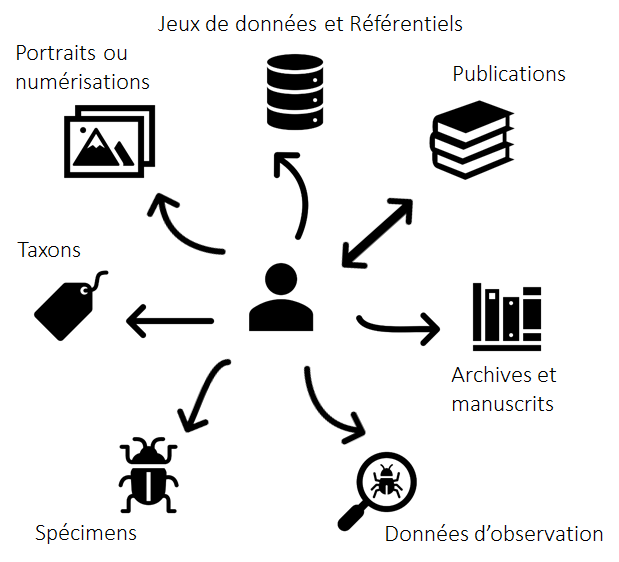 Jeux de données et Référentiels
Portraits ou
numérisations
Publications
Taxons
Archives et
manuscrits
Spécimens
Données d’observation